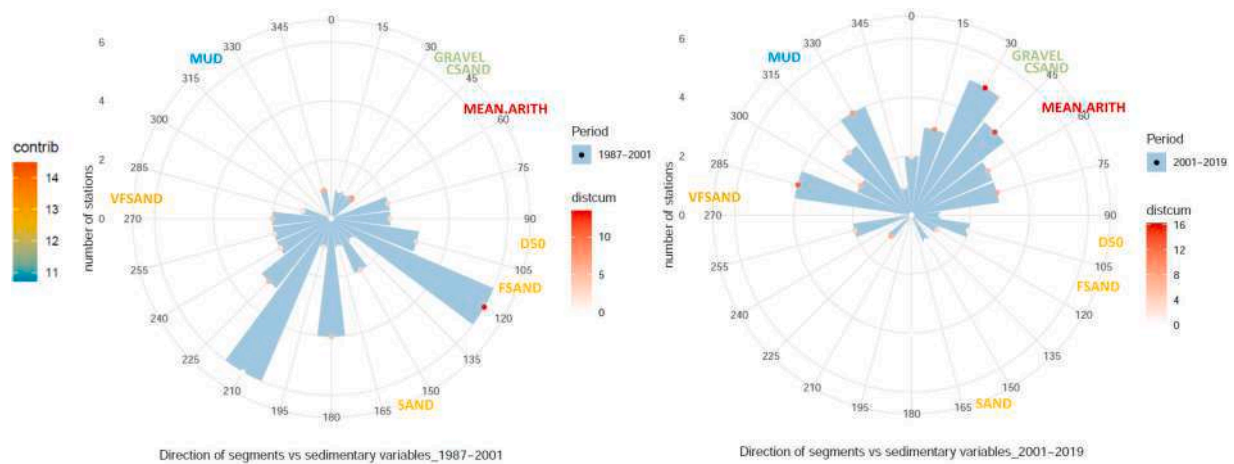 contrib
14
13
12
11
number of stations
6
4
2
0
0
15
30
45
60
75
90
105
120
135
150
165
180
195
210
225
240
255
270
285
300
315
330
345
MUD
GRAVEL
CSAND
MEAN.ARITH
VFSAND
D50
FSAND
SAND
Period
1987-2001
distcum
10
5
0
Direction of segments vs sedimentary variables_1987-2001
number of stations
6
4
2
0
0
15
30
45
60
75
90
105
120
135
150
165
180
195
210
225
240
255
270
285
300
315
330
345
MUD
GRAVEL
CSAND
MEAN.ARITH
VFSAND
D50
FSAND
SAND
Period
2001-2019
distcum
16
12
8
4
0
Direction of segments vs sedimentary variables_2001-2019